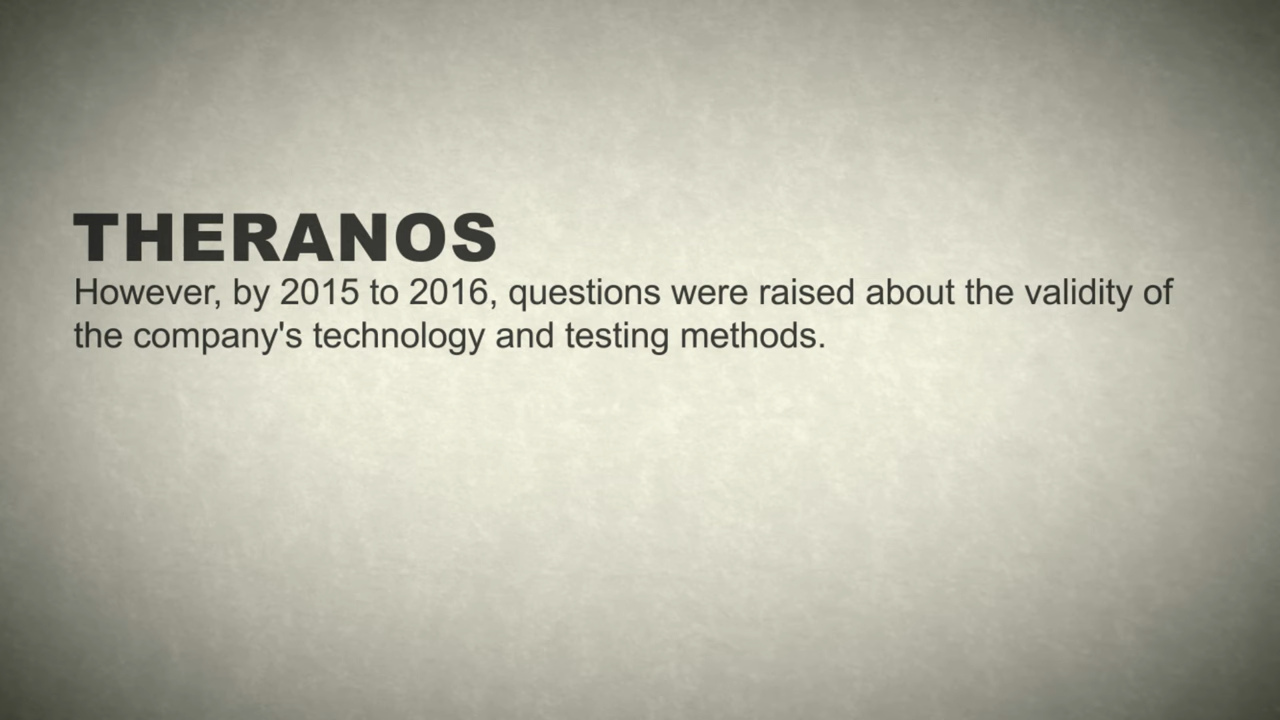 THERANOS
However, by 2015 to 2016, questions were raised about the validity of
the company's technology and testing methods.